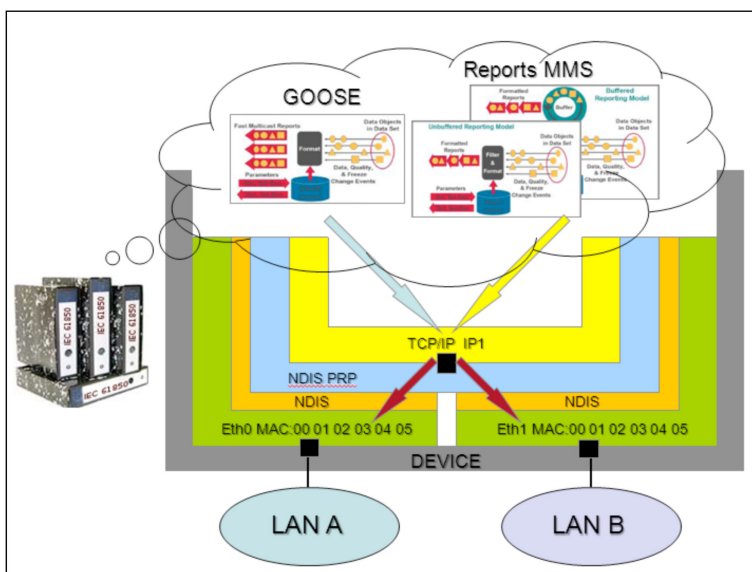 Reports MMS
GOOSE
Fast Multicast Reports
Format
Data Objects
in Data Set
Parameters
Data, Quality,
& Freeze
Change Events
Formatted
Reports
Buffer
Buffered
Reporting Model
Data Objects
in Data Set
Unbuffered Reporting Model
Formatted
Reports
Filter
&
Format
Data Objects
in Data Set
Parameters
Data, Quality,
& Freeze
Change Events
IEC 61850
IEC 61850
IEC 61850
IEC 61850
TCP/IP IP1
NDIS PRP
NDIS
NDIS
Eth0 MAC:00 01 02 03 04 05
Eth1 MAC:00 01 02 03 04 05
DEVICE
LAN A
LAN B